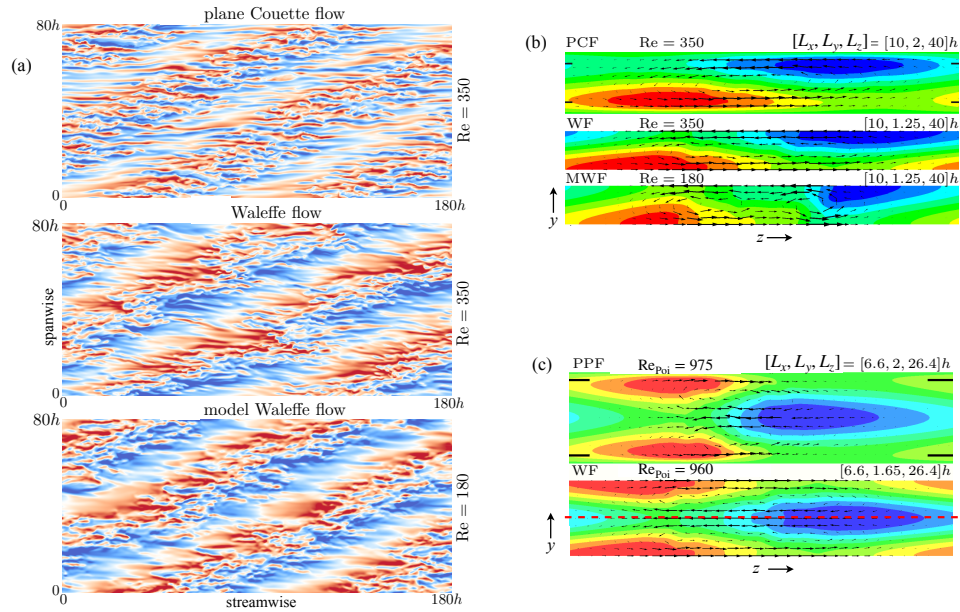 (a)
plane Couette flow
80h
0
0
180h
Re = 350
Waleffe flow
80h
spanwise
0
0
180h
Re = 350
model Waleffe flow
80h
0
0
streamwise
180h
Re = 180
(b)
PCF Re = 350 [Lx, Ly, Lz] = [10, 2, 40]h
WF Re = 350 [10, 1.25, 40]h
MWF Re = 180 [10, 1.25, 40]h
y
z
(c)
PPF RePoi = 975 [Lx, Ly, Lz] = [6.6, 2, 26.4]h
WF RePoi = 960 [6.6, 1.65, 26.4]h
y
z